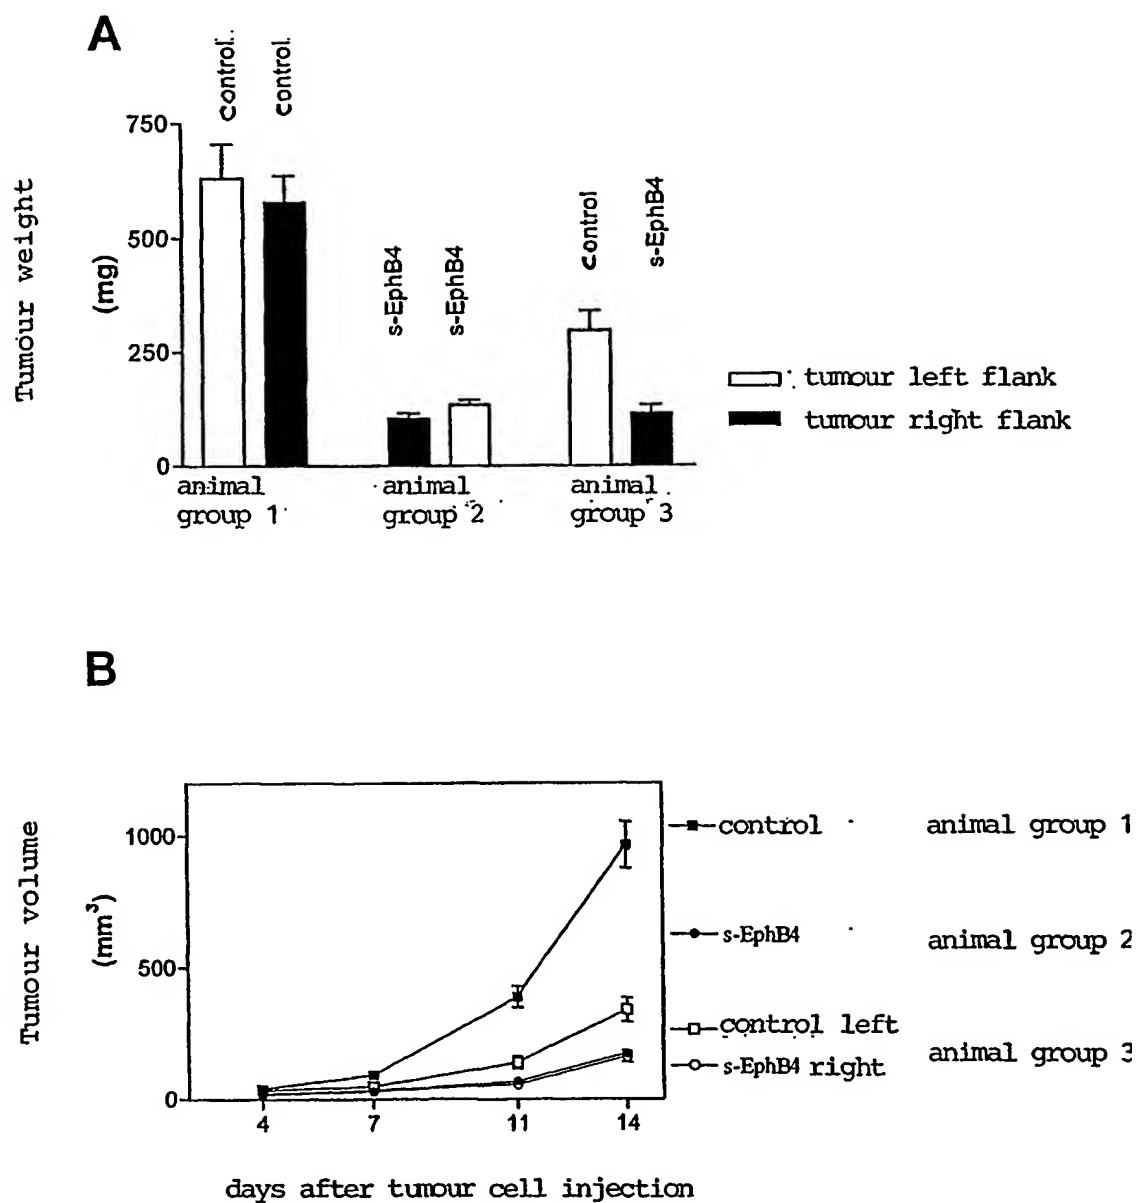 A
control
control
Tumour weight
(mg)
750
500
250
0
s-EphB4
s-EphB4
control
s-EphB4
animal
group 1
animal
group 2
animal
group 3
tumour left flank
tumour right flank
B
Tumour volume
(mm³)
1000
500
0
4 7 11 14
days after tumour cell injection
control animal group 1
s-EphB4 animal group 2
control left
s-EphB4 right
animal group 3